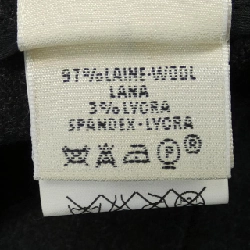 97%LAINE-WOOL
LANA
3%LYCRA
SPANDEX-LYCRA
P®